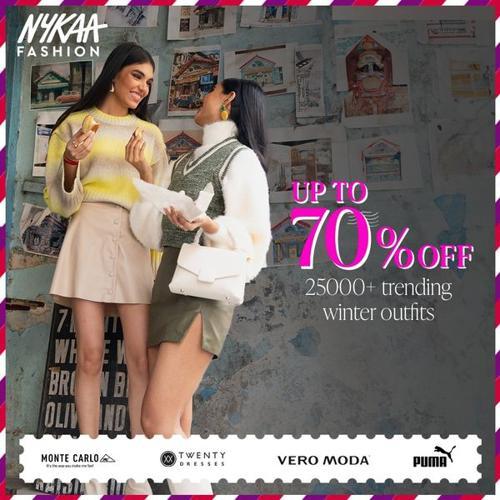 NYKAA
FASHION
UP TO
70% OFF
25000+ trending
winter outfits
MONTE CARLO
It's the way you make me feel
XX TWENTY
DRESSES
VERO MODA
PUMA